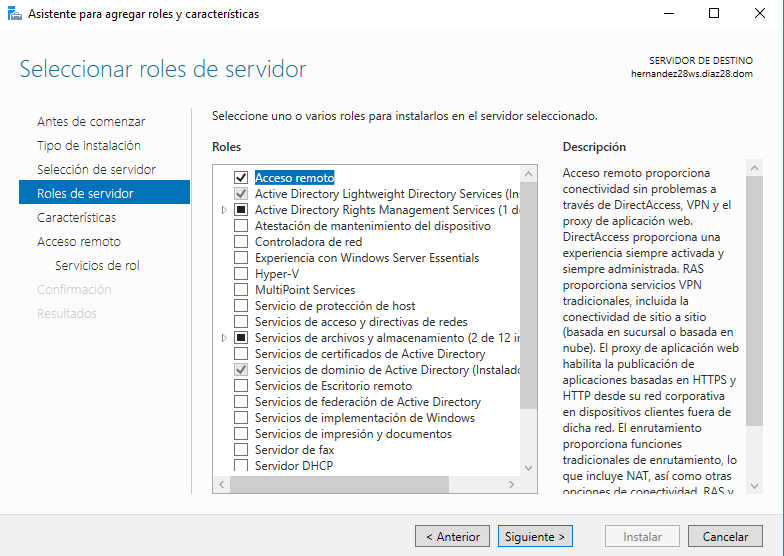 Asistente para agregar roles y características
Seleccionar roles de servidor
SERVIDOR DE DESTINO
hernandez28ws.diaz28.dom
Antes de comenzar
Tipo de instalación
Selección de servidor
Roles de servidor
Características
Acceso remoto
Servicios de rol
Confirmación
Resultados
Seleccione uno o varios roles para instalarlos en el servidor seleccionado.
Roles
Acceso remoto
Active Directory Lightweight Directory Services (Ins
Active Directory Rights Management Services (1 de
Atestación de mantenimiento del dispositivo
Controladora de red
Experiencia con Windows Server Essentials
Hyper-V
MultiPoint Services
Servicio de protección de host
Servicios de acceso y directivas de redes
Servicios de archivos y almacenamiento (2 de 12 in
Servicios de certificados de Active Directory
Servicios de dominio de Active Directory (Instalado
Servicios de Escritorio remoto
Servicios de federación de Active Directory
Servicios de implementación de Windows
Servicios de impresión y documentos
Servidor de fax
Servidor DHCP
Descripción
Acceso remoto proporciona
conectividad sin problemas a
través de DirectAccess, VPN y el
proxy de aplicación web.
DirectAccess proporciona una
experiencia siempre activada y
siempre administrada. RAS
proporciona servicios VPN
tradicionales, incluida la
conectividad de sitio a sitio
(basada en sucursal o basada en
nube). El proxy de aplicación web
habilita la publicación de
aplicaciones basadas en HTTPS y
HTTP desde su red corporativa
en dispositivos clientes fuera de
dicha red. El enrutamiento
proporciona funciones
tradicionales de enrutamiento, lo
que incluye NAT, así como otras
opciones de conectividad. RAS y
< Anterior
Siguiente >
Instalar
Cancelar